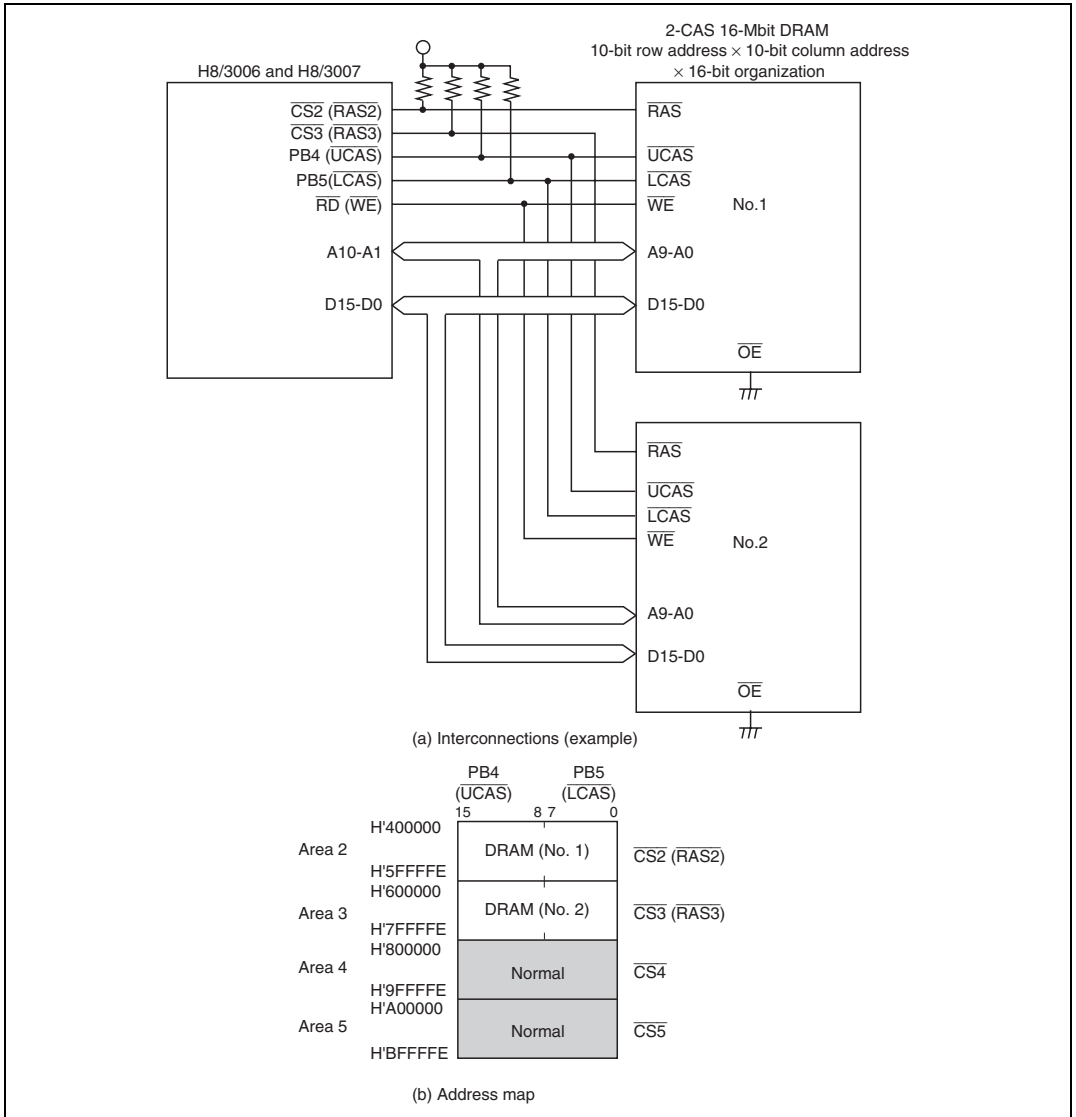 2-CAS 16-Mbit DRAM
10-bit row address × 10-bit column address
× 16-bit organization
H8/3006 and H8/3007
CS2 (RAS2)
CS3 (RAS3)
PB4 (UCAS)
PB5(LCAS)
RD (WE)
A10-A1
D15-D0
RAS
UCAS
LCAS
WE
No.1
A9-A0
D15-D0
OE
RAS
UCAS
LCAS
WE
No.2
A9-A0
D15-D0
OE
(a) Interconnections (example)
PB4
(UCAS)
PB5
(LCAS)
15
8 7
0
Area 2
H'400000
H'5FFFFE
DRAM (No. 1)
CS2 (RAS2)
Area 3
H'600000
H'7FFFFE
DRAM (No. 2)
CS3 (RAS3)
Area 4
H'800000
H'9FFFFE
Normal
CS4
Area 5
H'A00000
H'BFFFFE
Normal
CS5
(b) Address map